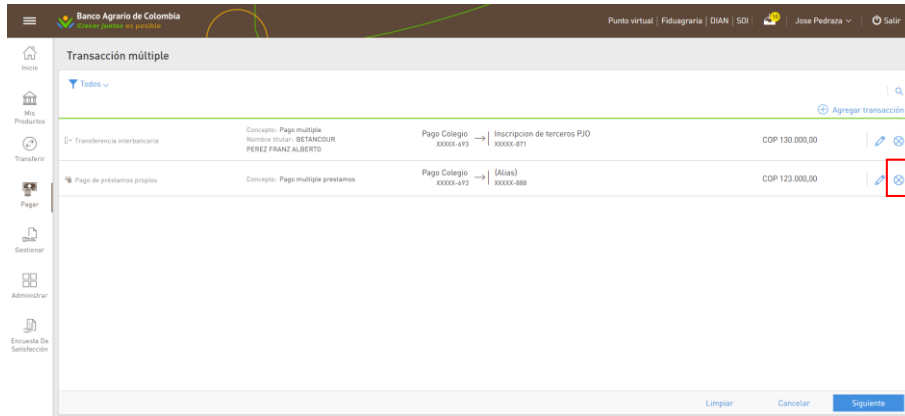 Banco Agrario de Colombia
Crecer juntos es posible
Punto virtual | Fiduagraria | DIAN | SOI | 10 | Jose Pedraza | Salir
Inicio
Mis
Productos
Transferir
Pagar
Gestionar
Administrar
Encuesta De
Satisfacción
Transacción múltiple
Todos
Agregar transacción
Transferencia interbancaria
Concepto: Pago multiple
Nombre titular: BETANCOUR
PEREZ FRANZ ALBERTO
Pago Colegio
XXXXX-693
Inscripcion de terceros PJO
XXXXX-871
COP 130.000,00
Pago de préstamos propios
Concepto: Pago multiple prestamos
Pago Colegio
XXXXX-693
{Alias}
XXXXX-888
COP 123.000,00
Limpiar
Cancelar
Siguiente